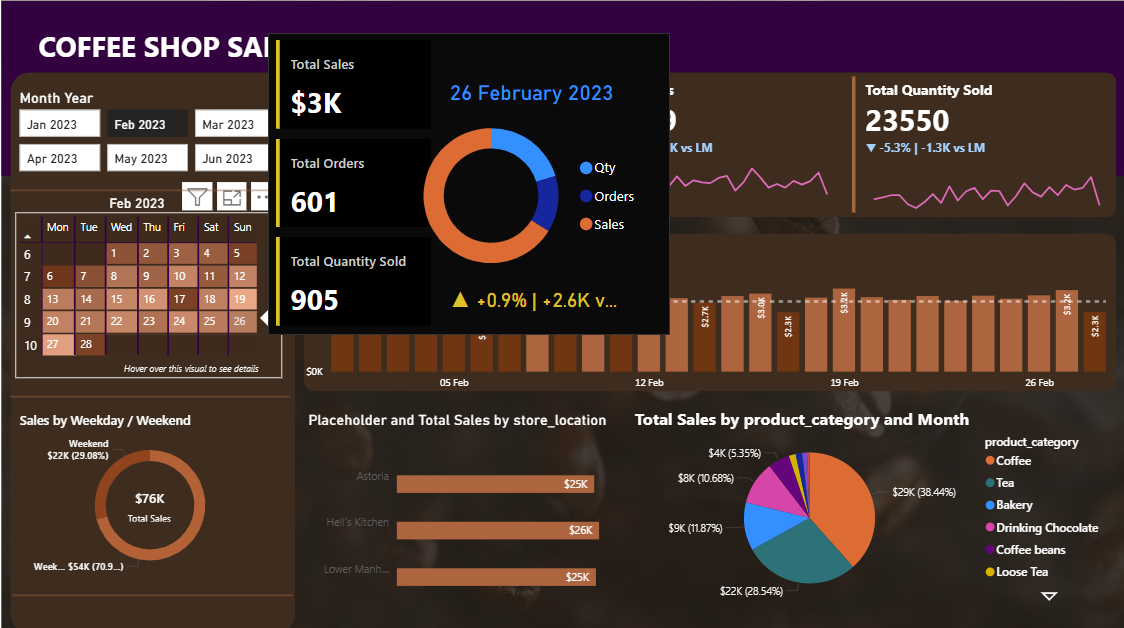 COFFEE SHOP SAL
Month Year
Jan 2023
Feb 2023
Mar 2023
Apr 2023
May 2023
Jun 2023
Feb 2023
Mon Tue Wed Thu Fri Sat Sun
6 1 2 3 4 5
7 6 7 8 9 10 11 12
8 13 14 15 16 17 18 19
9 20 21 22 23 24 25 26
10 27 28
Hover over this visual to see details
Total Sales
$3K
Total Orders
601
Total Quantity Sold
905
26 February 2023
Qty
Orders
Sales
▲ +0.9% | +2.6K v...
s
9
K vs LM
Total Quantity Sold
23550
▼ -5.3% | -1.3K vs LM
$2.7K
$2.3K
$3.2K
$3.2K
$2.3K
$0K
05 Feb
12 Feb
19 Feb
26 Feb
Sales by Weekday / Weekend
Weekend
$22K (29.08%)
$76K
Total Sales
Week... $54K (70.9...)
Placeholder and Total Sales by store_location
Astoria
$25K
Hell's Kitchen
$26K
Lower Manh...
$25K
Total Sales by product_category and Month
$4K (5.35%)
$8K (10.68%)
$9K (11.87%)
$22K (28.54%)
$29K (38.44%)
product_category
Coffee
Tea
Bakery
Drinking Chocolate
Coffee beans
Loose Tea